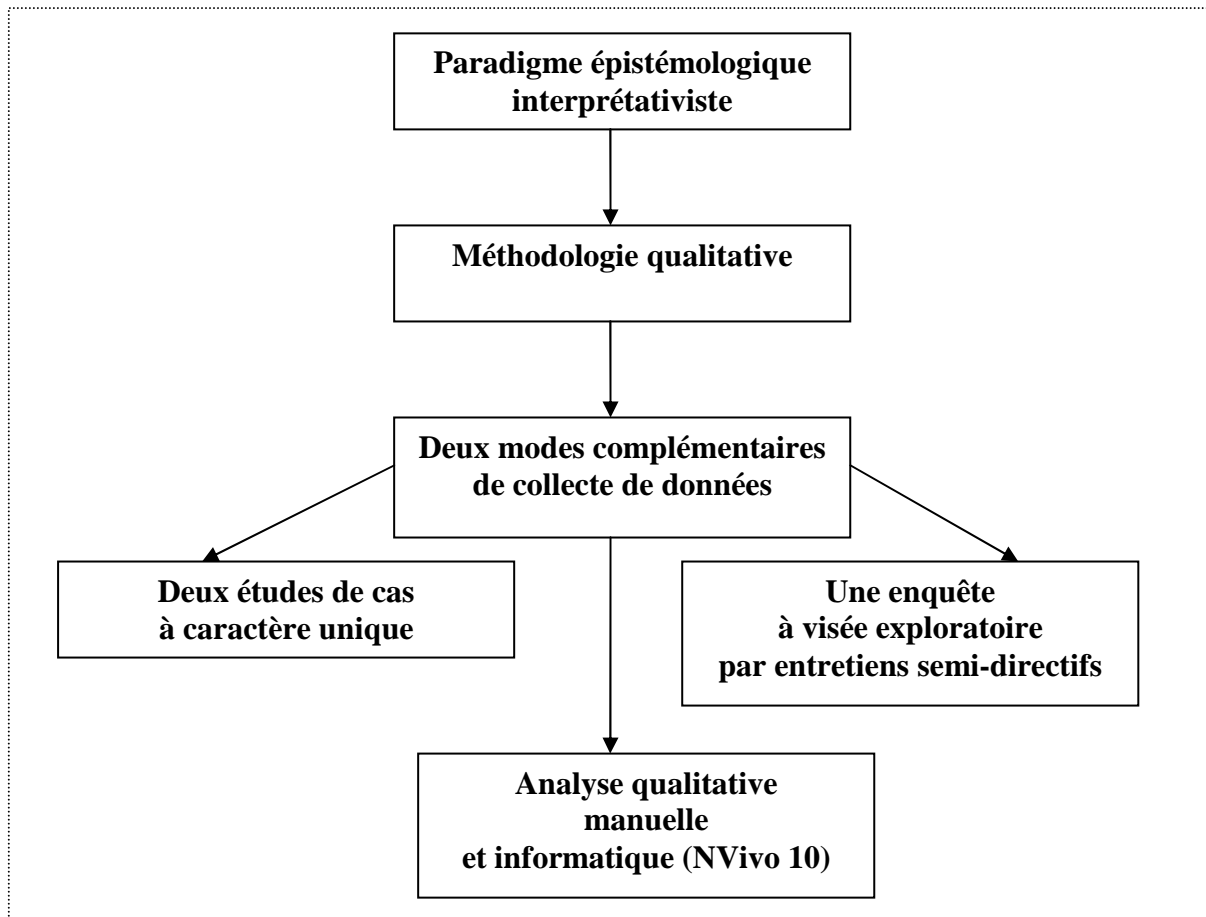 Paradigme épistémologique
interprétativiste
Méthodologie qualitative
Deux modes complémentaires
de collecte de données
Deux études de cas
à caractère unique
Une enquête
à visée exploratoire
par entretiens semi-directifs
Analyse qualitative
manuelle
et informatique (NVivo 10)